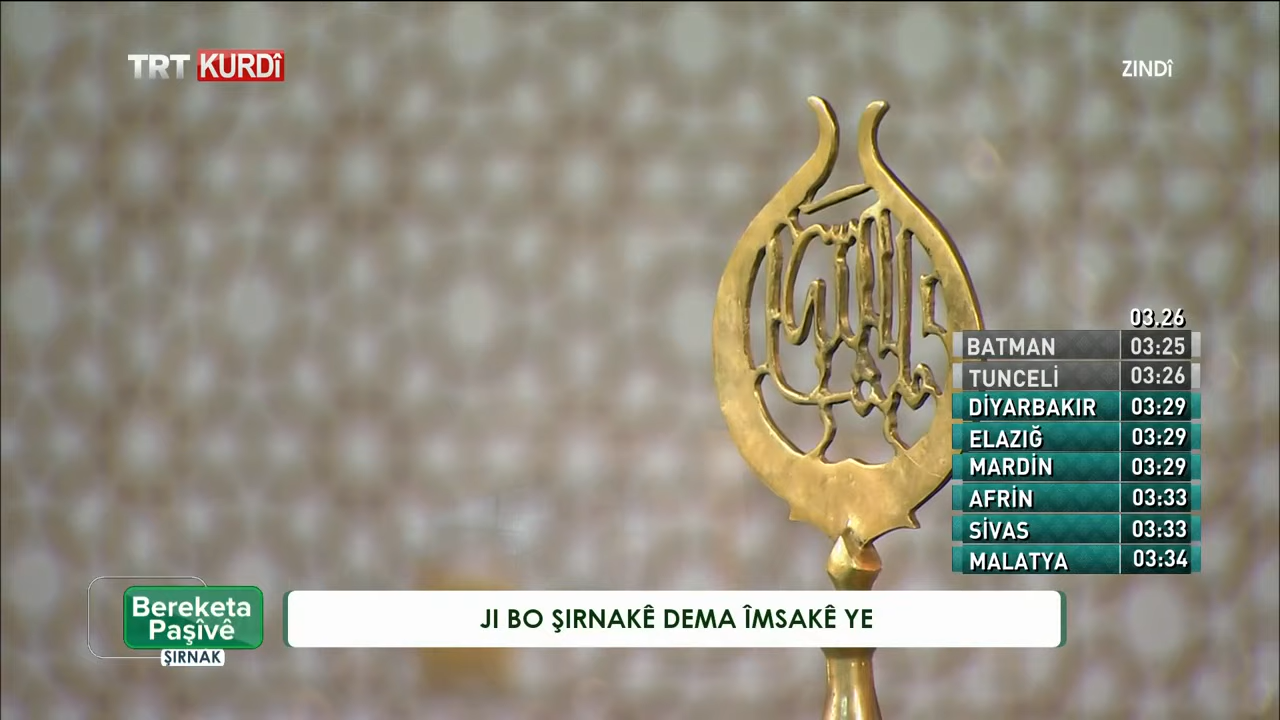 TRT KURDî
ZINDÎ
03.26
BATMAN 03:25
TUNCELİ 03:26
DİYARBAKIR 03:29
ELAZIĞ 03:29
MARDİN 03:29
AFRİN 03:33
SİVAS 03:33
MALATYA 03:34
Bereketa
Paşîvê
ŞIRNAK
JI BO ŞIRNAKÊ DEMA ÎMSAKÊ YE